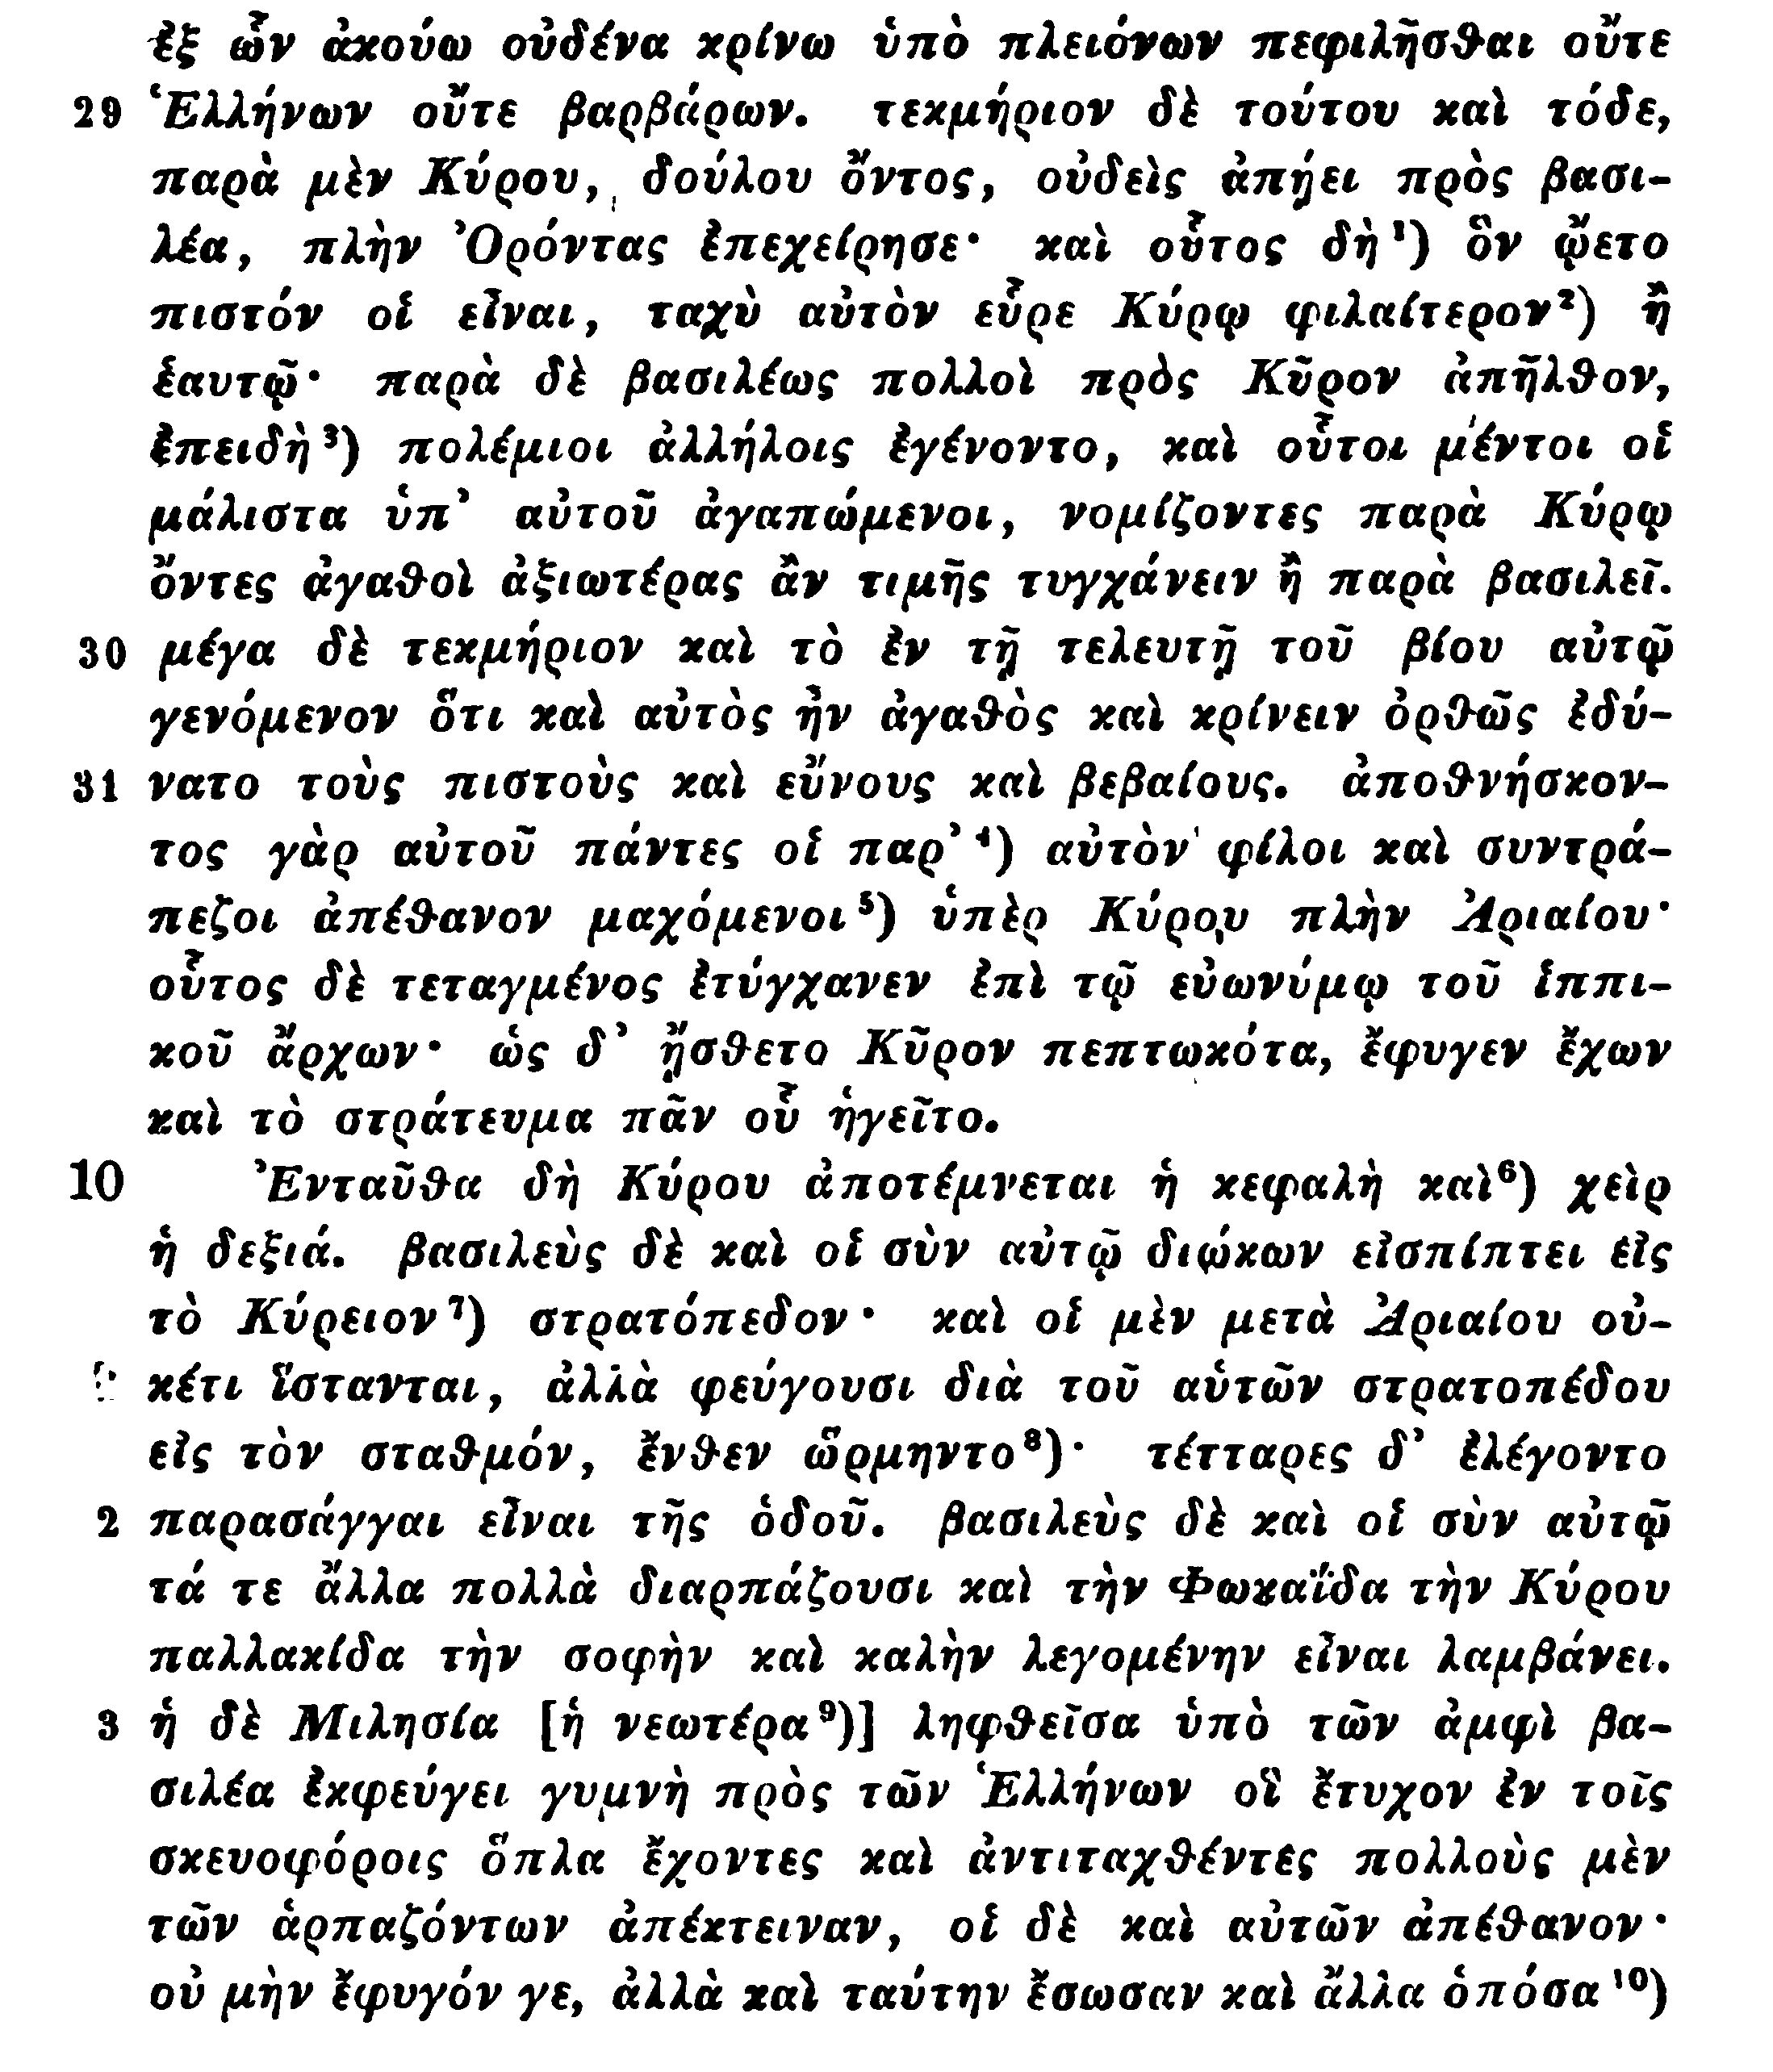 ἐξ ὧν ἀκούω οὐδένα κρίνω ὑπὸ πλειόνων πεφιλῆσθαι οὔτε
29 Ἑλλήνων οὔτε βαρβάρων. τεκμήριον δὲ τούτου καὶ τόδε,
παρὰ μὲν Κύρου, δούλου ὄντος, οὐδεὶς ἀπῄει πρὸς βασι-
λέα, πλὴν Ὀρόντας ἐπεχείρησε· καὶ οὗτος δὴ¹) ὃν ᾤετο
πιστόν οἱ εἶναι, ταχὺ αὐτὸν εὗρε Κύρῳ φιλαίτερον²) ἢ
ἑαυτῷ· παρὰ δὲ βασιλέως πολλοὶ πρὸς Κῦρον ἀπῆλθον,
ἐπειδὴ³) πολέμιοι ἀλλήλοις ἐγένοντο, καὶ οὗτοι μέντοι οἱ
μάλιστα ὑπ’ αὐτοῦ ἀγαπώμενοι, νομίζοντες παρὰ Κύρῳ
ὄντες ἀγαθοὶ ἀξιωτέρας ἂν τιμῆς τυγχάνειν ἢ παρὰ βασιλεῖ.
30 μέγα δὲ τεκμήριον καὶ τὸ ἐν τῇ τελευτῇ τοῦ βίου αὐτῷ
γενόμενον ὅτι καὶ αὐτὸς ἦν ἀγαθὸς καὶ κρίνειν ὀρθῶς ἐδύ-
31 νατο τοὺς πιστοὺς καὶ εὔνους καὶ βεβαίους. ἀποθνήσκον-
τος γὰρ αὐτοῦ πάντες οἱ παρ’⁴) αὐτὸν φίλοι καὶ συντρά-
πεζοι ἀπέθανον μαχόμενοι⁵) ὑπὲρ Κύρου πλὴν Ἀριαίου·
οὗτος δὲ τεταγμένος ἐτύγχανεν ἐπὶ τῷ εὐωνύμῳ τοῦ ἱππι-
κοῦ ἄρχων· ὡς δ’ ᾔσθετο Κῦρον πεπτωκότα, ἔφυγεν ἔχων
καὶ τὸ στράτευμα πᾶν οὗ ἡγεῖτο.
10 Ἐνταῦθα δὴ Κύρου ἀποτέμνεται ἡ κεφαλὴ καὶ⁶) χεὶρ
ἡ δεξιά. βασιλεὺς δὲ καὶ οἱ σὺν αὐτῷ διώκων εἰσπίπτει εἰς
τὸ Κύρειον⁷) στρατόπεδον· καὶ οἱ μὲν μετὰ Ἀριαίου οὐ-
κέτι ἵστανται, ἀλλὰ φεύγουσι διὰ τοῦ αὑτῶν στρατοπέδου
εἰς τὸν σταθμόν, ἔνθεν ὥρμηντο⁸)· τέτταρες δ’ ἐλέγοντο
2 παρασάγγαι εἶναι τῆς ὁδοῦ. βασιλεὺς δὲ καὶ οἱ σὺν αὐτῷ
τά τε ἄλλα πολλὰ διαρπάζουσι καὶ τὴν Φωκαΐδα τὴν Κύρου
παλλακίδα τὴν σοφὴν καὶ καλὴν λεγομένην εἶναι λαμβάνει.
3 ἡ δὲ Μιλησία [ἡ νεωτέρα⁹)] ληφθεῖσα ὑπὸ τῶν ἀμφὶ βα-
σιλέα ἐκφεύγει γυμνὴ πρὸς τῶν Ἑλλήνων οἳ ἔτυχον ἐν τοῖς
σκευοφόροις ὅπλα ἔχοντες καὶ ἀντιταχθέντες πολλοὺς μὲν
τῶν ἁρπαζόντων ἀπέκτειναν, οἱ δὲ καὶ αὐτῶν ἀπέθανον·
οὐ μὴν ἔφυγόν γε, ἀλλὰ καὶ ταύτην ἔσωσαν καὶ ἄλλα ὁπόσα¹⁰)